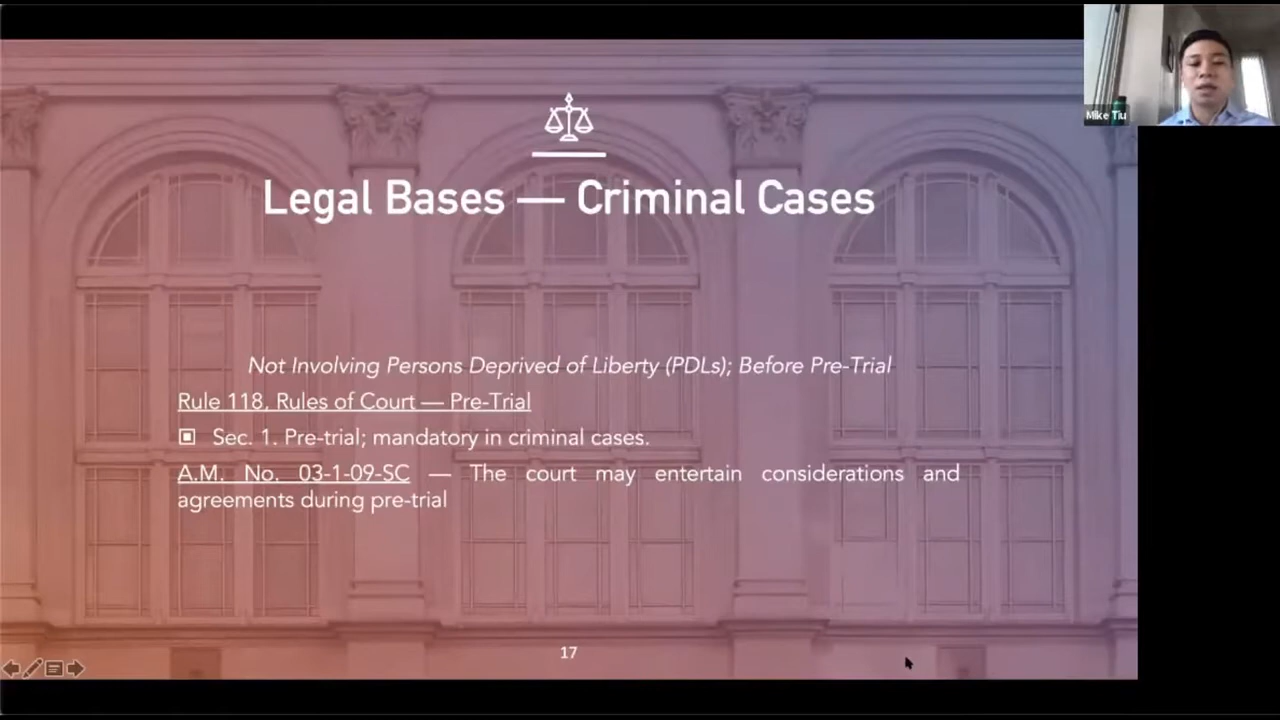 Mike Tiu
Legal Bases — Criminal Cases
Not Involving Persons Deprived of Liberty (PDLs); Before Pre-Trial
Rule 118. Rules of Court — Pre-Trial
Sec. 1. Pre-trial; mandatory in criminal cases.
A.M. No. 03-1-09-SC — The court may entertain considerations and
agreements during pre-trial
17